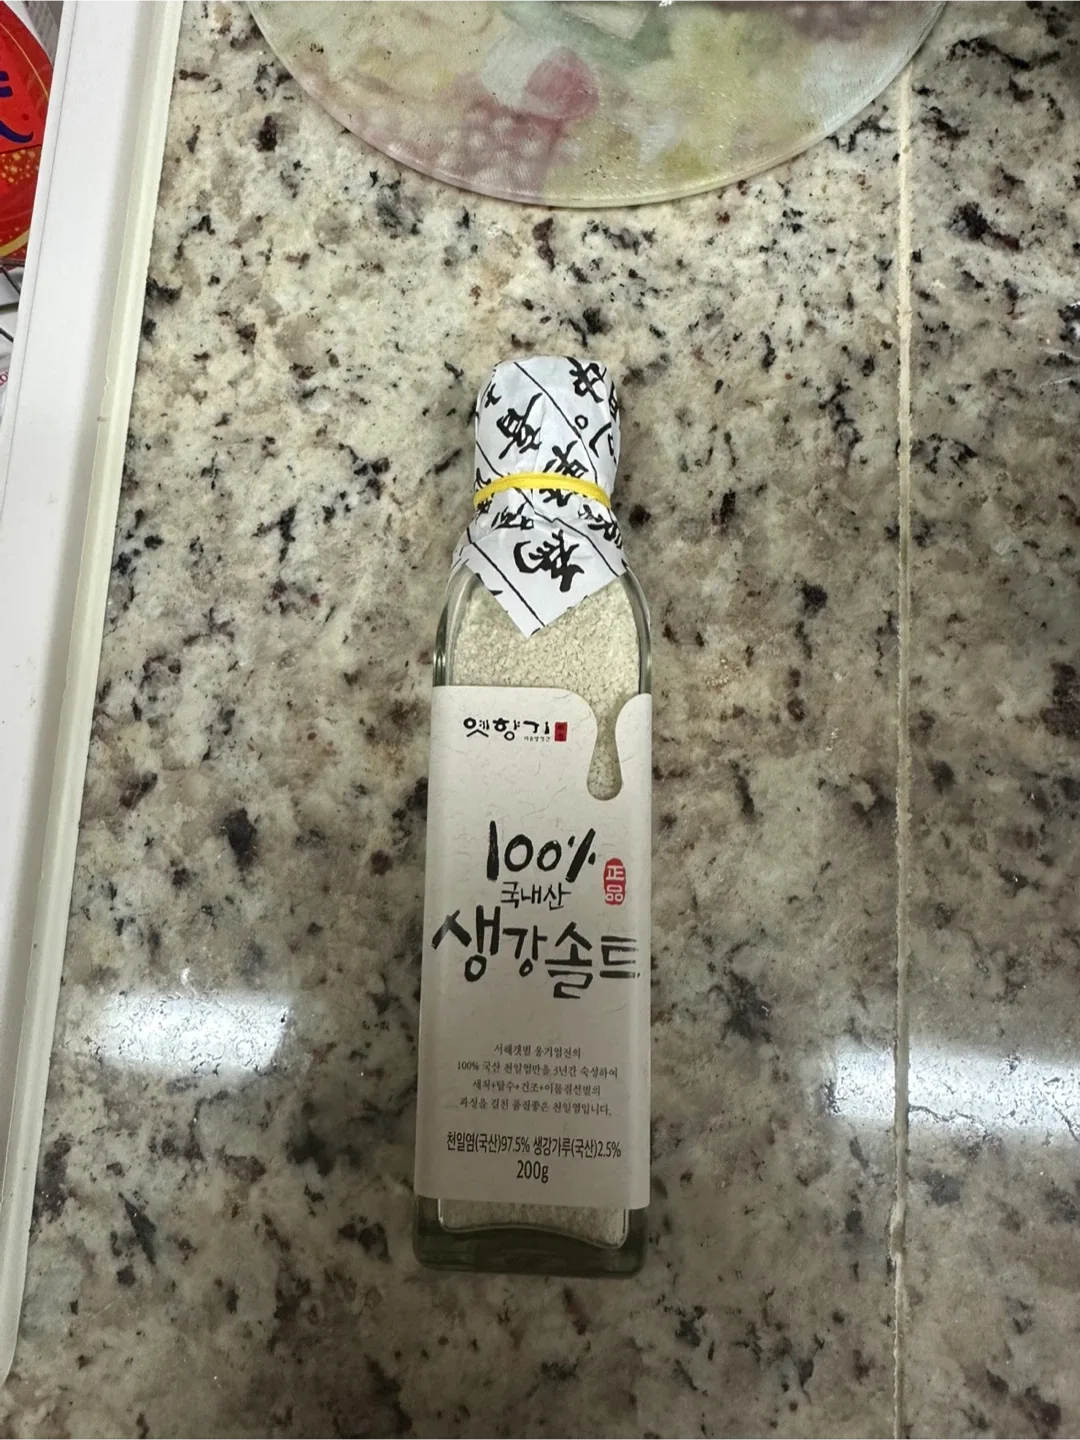 옛향기
100%
국내산
正品
생강솔트
서해갯벌 옹기염전의
100% 국산 천일염만을 3년간 숙성하여
세척+탈수+건조+이물질선별의
과정을 걸친 품질좋은 천일염입니다.
천일염(국산)97.5% 생강가루(국산)2.5%
200g